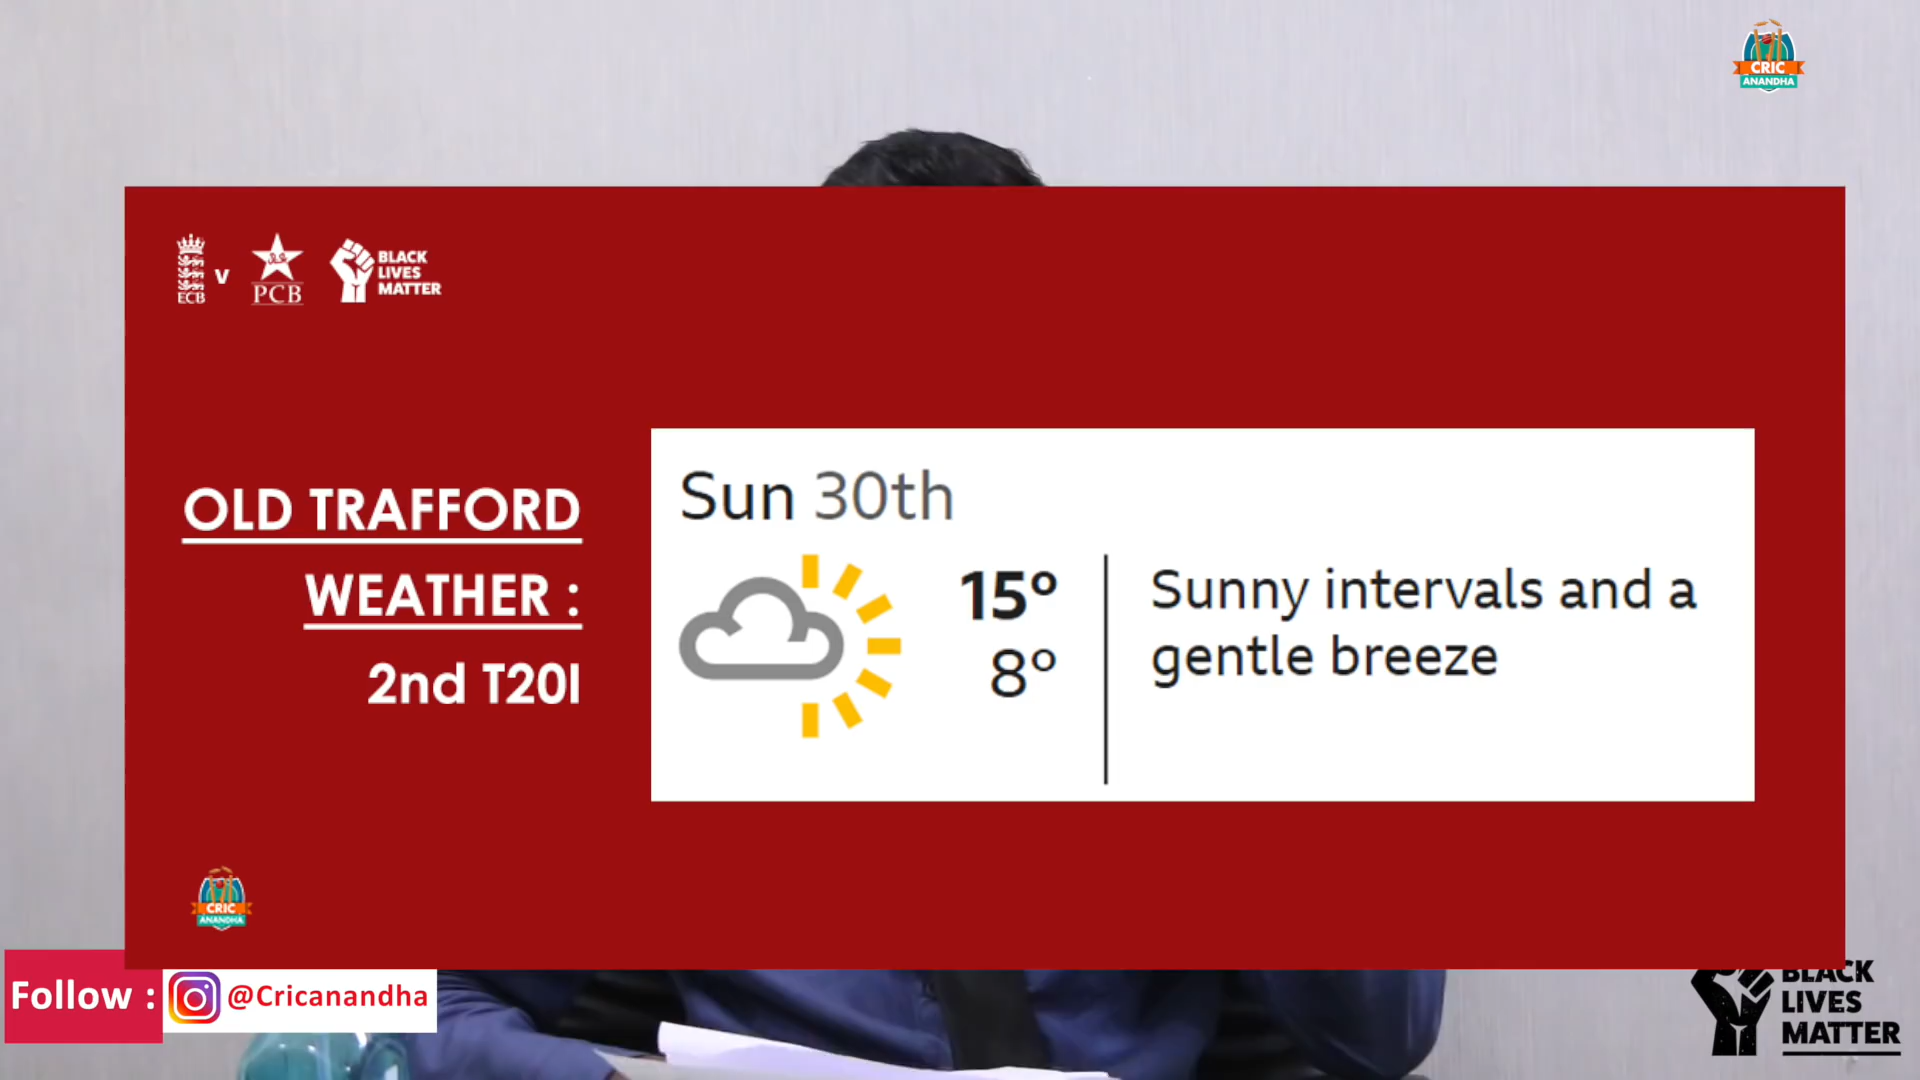 CRIC
ANANDHA
ECB
v
PCB
BLACK
LIVES
MATTER
OLD TRAFFORD
WEATHER :
2nd T20I
Sun 30th
15°
8°
Sunny intervals and a
gentle breeze
CRIC
ANANDHA
Follow :
@Cricanandha
BLACK
LIVES
MATTER